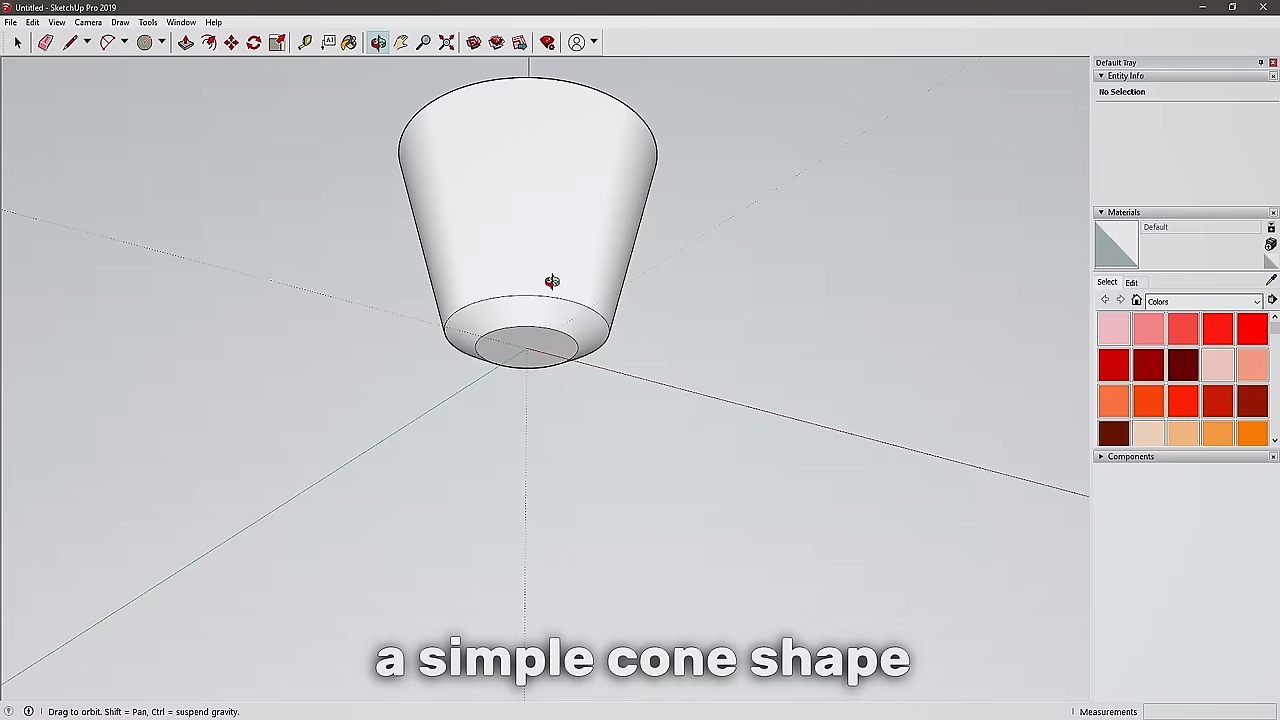 Untitled - SketchUp Pro 2019
File Edit View Camera Draw Tools Window Help
Default Tray
Entity Info
No Selection
Materials
Default
Select Edit
Colors
Components
a simple cone shape
Drag to orbit. Shift = Pan, Ctrl = suspend gravity.
Measurements